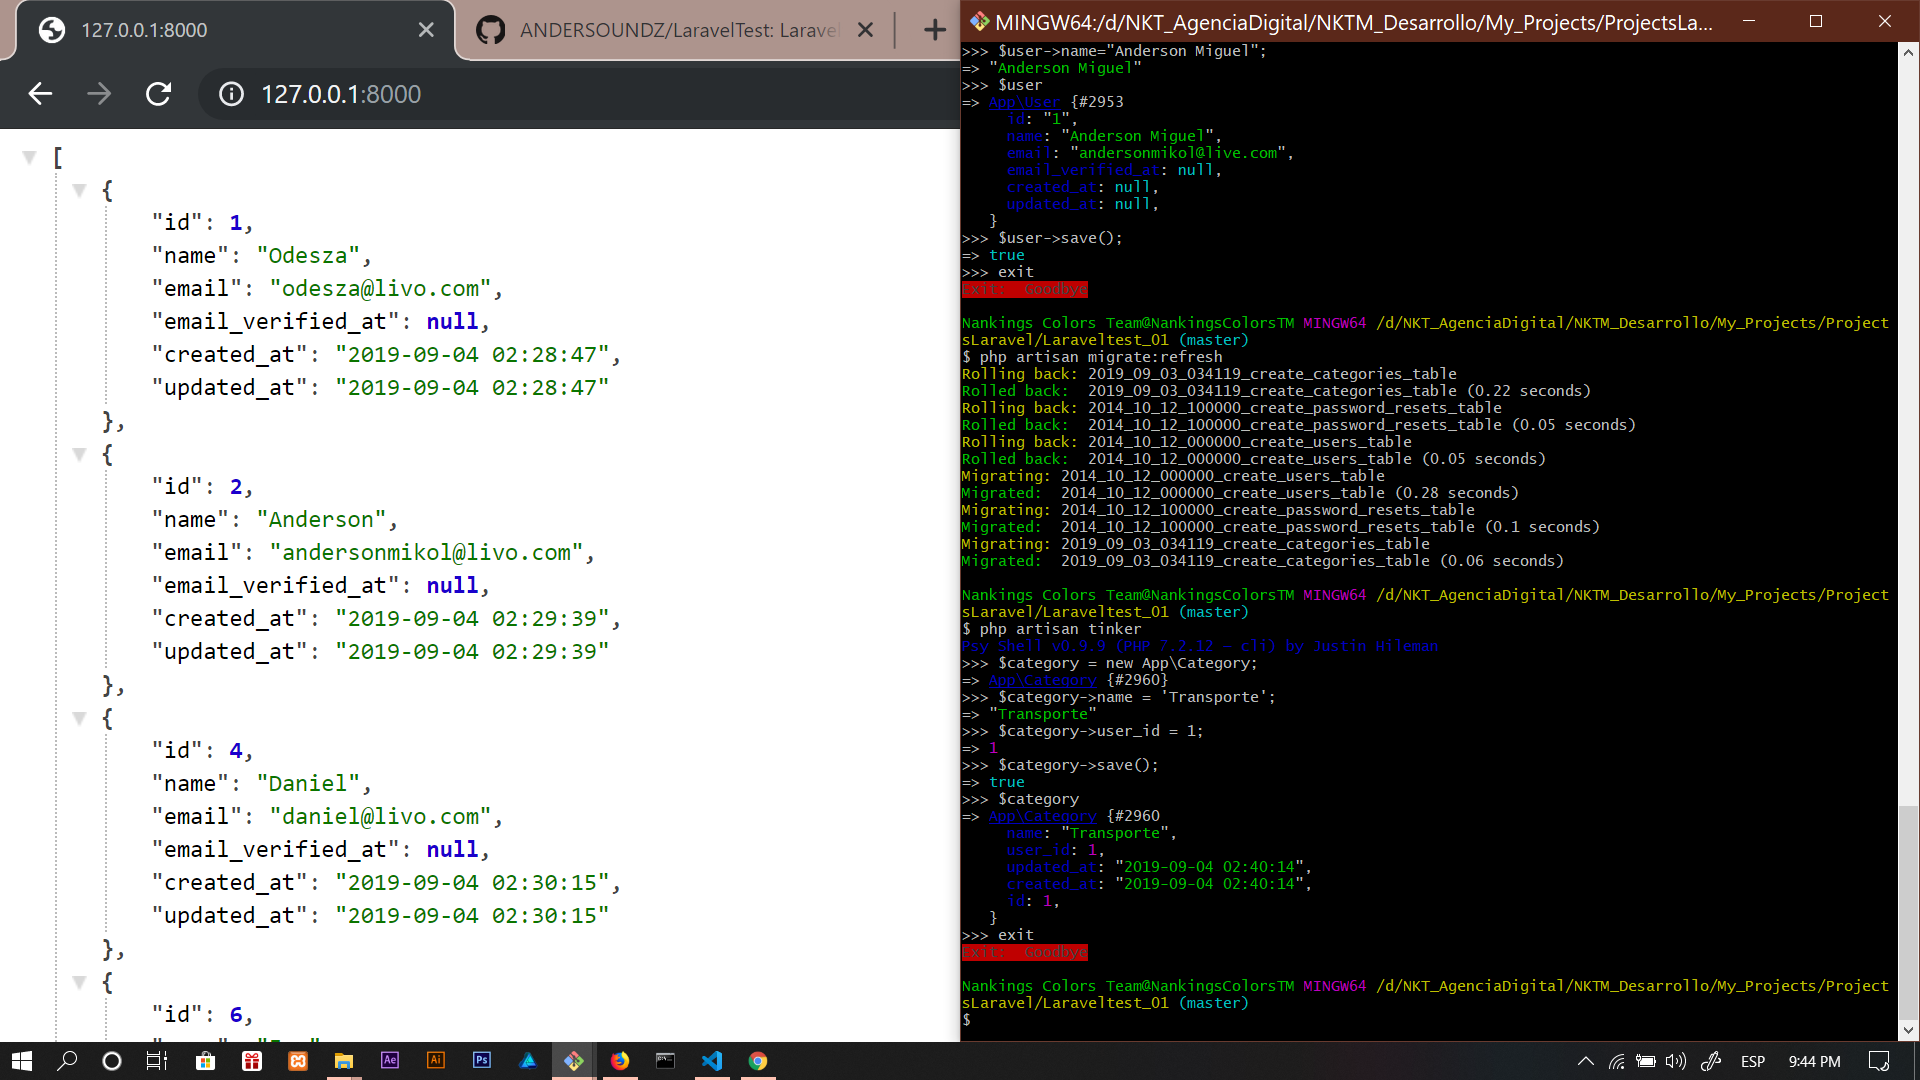 127.0.0.1:8000
ANDERSOUNDZ/LaravelTest: Larave
127.0.0.1:8000
[
{
"id": 1,
"name": "Odesza",
"email": "odesza@livo.com",
"email_verified_at": null,
"created_at": "2019-09-04 02:28:47",
"updated_at": "2019-09-04 02:28:47"
},
{
"id": 2,
"name": "Anderson",
"email": "andersonmikol@livo.com",
"email_verified_at": null,
"created_at": "2019-09-04 02:29:39",
"updated_at": "2019-09-04 02:29:39"
},
{
"id": 4,
"name": "Daniel",
"email": "daniel@livo.com",
"email_verified_at": null,
"created_at": "2019-09-04 02:30:15",
"updated_at": "2019-09-04 02:30:15"
},
{
"id": 6,
MINGW64:/d/NKT_AgenciaDigital/NKTM_Desarrollo/My_Projects/ProjectsLa...
>>> $user->name="Anderson Miguel";
=> "Anderson Miguel"
>>> $user
=> App\User {#2953
id: "1",
name: "Anderson Miguel",
email: "andersonmikol@live.com",
email_verified_at: null,
created_at: null,
updated_at: null,
}
>>> $user->save();
=> true
>>> exit
Exit:  Goodbye
Nankings Colors Team@NankingsColorsTM MINGW64 /d/NKT_AgenciaDigital/NKTM_Desarrollo/My_Projects/Project
sLaravel/Laraveltest_01 (master)
$ php artisan migrate:refresh
Rolling back: 2019_09_03_034119_create_categories_table
Rolled back:  2019_09_03_034119_create_categories_table (0.22 seconds)
Rolling back: 2014_10_12_100000_create_password_resets_table
Rolled back:  2014_10_12_100000_create_password_resets_table (0.05 seconds)
Rolling back: 2014_10_12_000000_create_users_table
Rolled back:  2014_10_12_000000_create_users_table (0.05 seconds)
Migrating: 2014_10_12_000000_create_users_table
Migrated:  2014_10_12_000000_create_users_table (0.28 seconds)
Migrating: 2014_10_12_100000_create_password_resets_table
Migrated:  2014_10_12_100000_create_password_resets_table (0.1 seconds)
Migrating: 2019_09_03_034119_create_categories_table
Migrated:  2019_09_03_034119_create_categories_table (0.06 seconds)
Nankings Colors Team@NankingsColorsTM MINGW64 /d/NKT_AgenciaDigital/NKTM_Desarrollo/My_Projects/Project
sLaravel/Laraveltest_01 (master)
$ php artisan tinker
Psy Shell v0.9.9 (PHP 7.2.12 — cli) by Justin Hileman
>>> $category = new App\Category;
=> App\Category {#2960}
>>> $category->name = 'Transporte';
=> "Transporte"
>>> $category->user_id = 1;
=> 1
>>> $category->save();
=> true
>>> $category
=> App\Category {#2960
name: "Transporte",
user_id: 1,
updated_at: "2019-09-04 02:40:14",
created_at: "2019-09-04 02:40:14",
id: 1,
}
>>> exit
Exit:  Goodbye
Nankings Colors Team@NankingsColorsTM MINGW64 /d/NKT_AgenciaDigital/NKTM_Desarrollo/My_Projects/Project
sLaravel/Laraveltest_01 (master)
$
Ae
Ai
Ps
ESP
9:44 PM